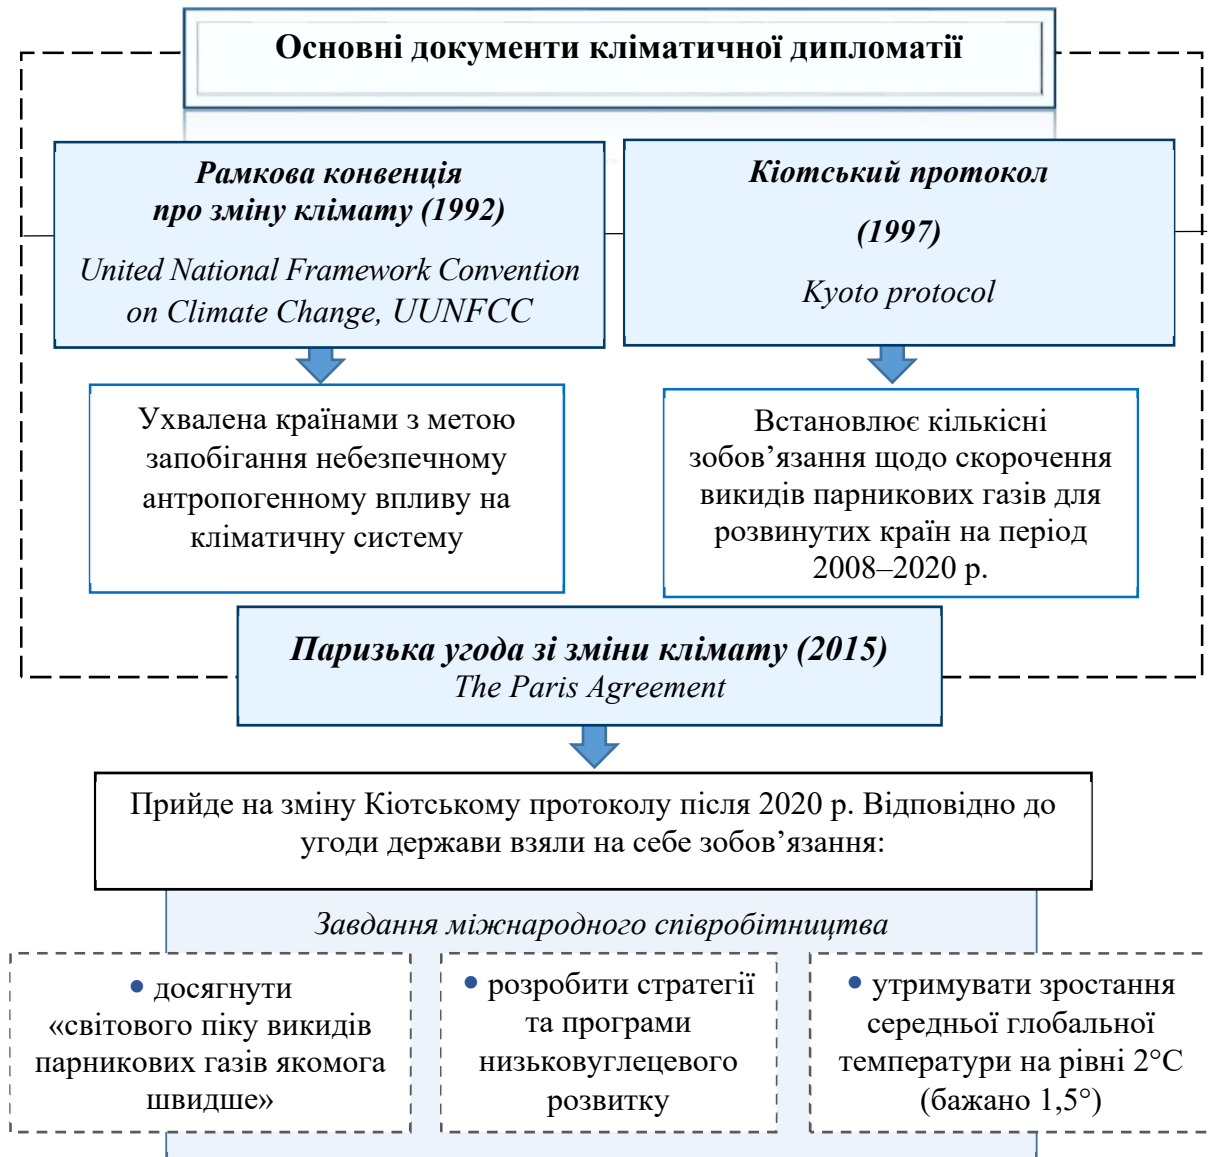 Основні документи кліматичної дипломатії
Рамкова конвенція
про зміну клімату (1992)
United National Framework Convention
on Climate Change, UUNFCC
Кіотський протокол
(1997)
Kyoto protocol
Ухвалена країнами з метою
запобігання небезпечному
антропогенному впливу на
кліматичну систему
Встановлює кількісні
зобов’язання щодо скорочення
викидів парникових газів для
розвинутих країн на період
2008–2020 р.
Паризька угода зі зміни клімату (2015)
The Paris Agreement
Прийде на зміну Кіотському протоколу після 2020 р. Відповідно до
угоди держави взяли на себе зобов’язання:
Завдання міжнародного співробітництва
• досягнути
«світового піку викидів
парникових газів якомога
швидше»
• розробити стратегії
та програми
низьковуглецевого
розвитку
• утримувати зростання
середньої глобальної
температури на рівні 2°С
(бажано 1,5°)